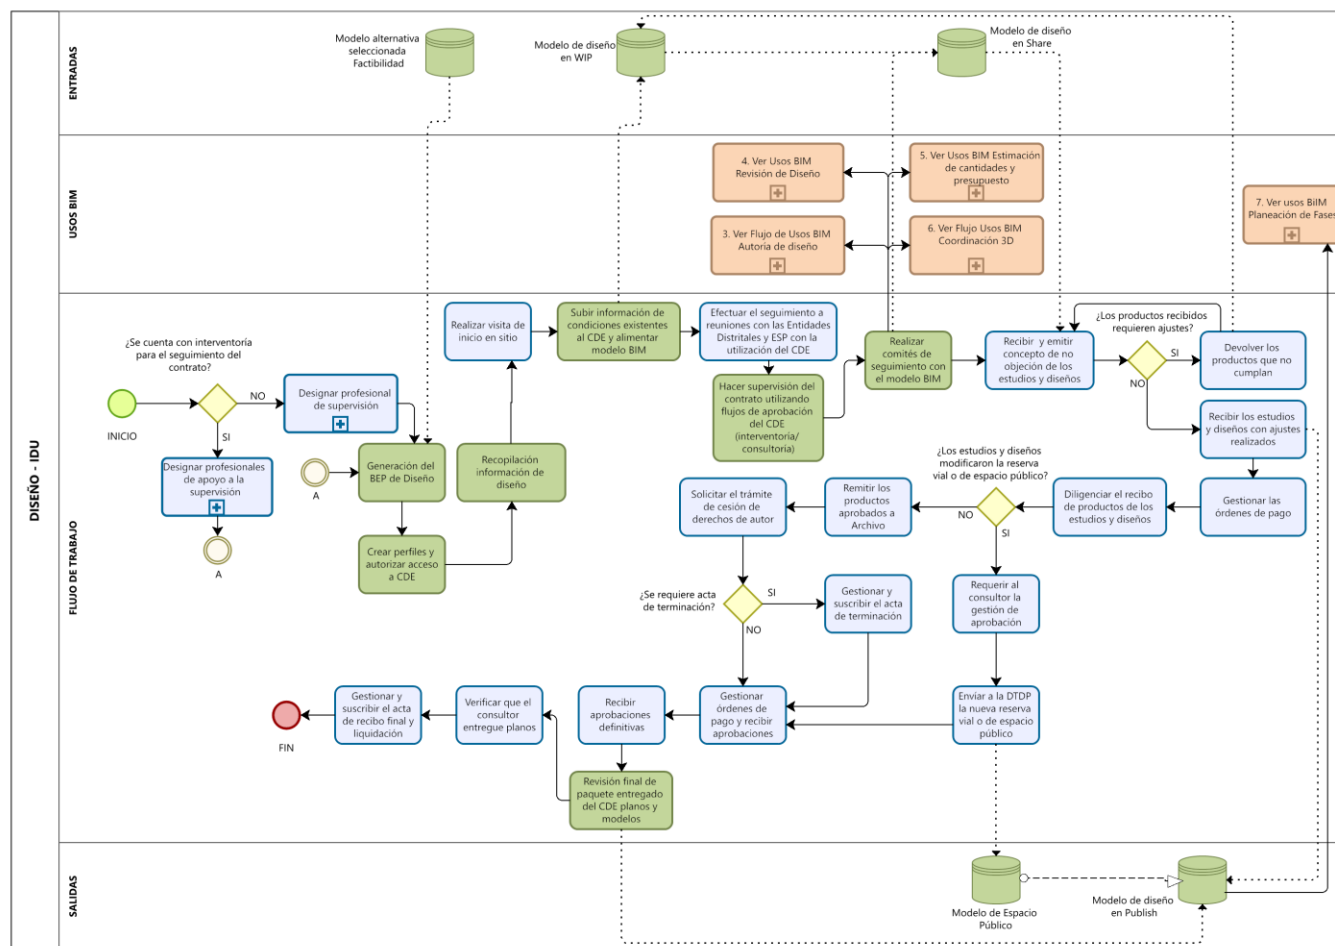 DISEÑO - IDU
ENTRADAS
Modelo alternativa
seleccionada
Factibilidad
Modelo de diseño
en WIP
Modelo de diseño
en Share
USOS BIM
4. Ver Usos BIM
Revisión de Diseño
5. Ver Usos BIM Estimación
de cantidades y
presupuesto
3. Ver Flujo de Usos BIM
Autoría de diseño
6. Ver Flujo Usos BIM
Coordinación 3D
7. Ver usos BiIM
Planeación de Fases
FLUJO DE TRABAJO
¿Se cuenta con interventoría
para el seguimiento del
contrato?
INICIO
NO
SI
Designar profesional
de supervisión
Designar profesionales
de apoyo a la
supervisión
A
A
Generación del
BEP de Diseño
Crear perfiles y
autorizar acceso
a CDE
Recopilación
información de
diseño
Realizar visita de
inicio en sitio
Subir información de
condiciones existentes
al CDE y alimentar
modelo BIM
Efectuar el seguimiento a
reuniones con las Entidades
Distritales y ESP con la
utilización del CDE
Hacer supervisión del
contrato utilizando
flujos de aprobación
del CDE
(interventoría/
consultoría)
Realizar
comités de
seguimiento con
el modelo BIM
Recibir y emitir
concepto de no
objeción de los
estudios y diseños
¿Los productos recibidos
requieren ajustes?
SI
NO
Devolver los
productos que no
cumplan
Recibir los estudios
y diseños con ajustes
realizados
Gestionar las
órdenes de pago
Diligenciar el recibo
de productos de los
estudios y diseños
¿Los estudios y diseños
modificaron la reserva
vial o de espacio público?
NO
SI
Remitir los
productos
aprobados a
Archivo
Solicitar el trámite
de cesión de
derechos de autor
Requerir al
consultor la
gestión de
aprobación
¿Se requiere acta
de terminación?
SI
NO
Gestionar y
suscribir el acta
de terminación
Enviar a la DTDP
la nueva reserva
vial o de espacio
público
Gestionar
órdenes de
pago y recibir
aprobaciones
Recibir
aprobaciones
definitivas
Revisión final de
paquete entregado
del CDE planos y
modelos
Verificar que el
consultor
entregue planos
Gestionar y
suscribir el acta
de recibo final y
liquidación
FIN
SALIDAS
Modelo de Espacio
Público
Modelo de diseño
en Publish